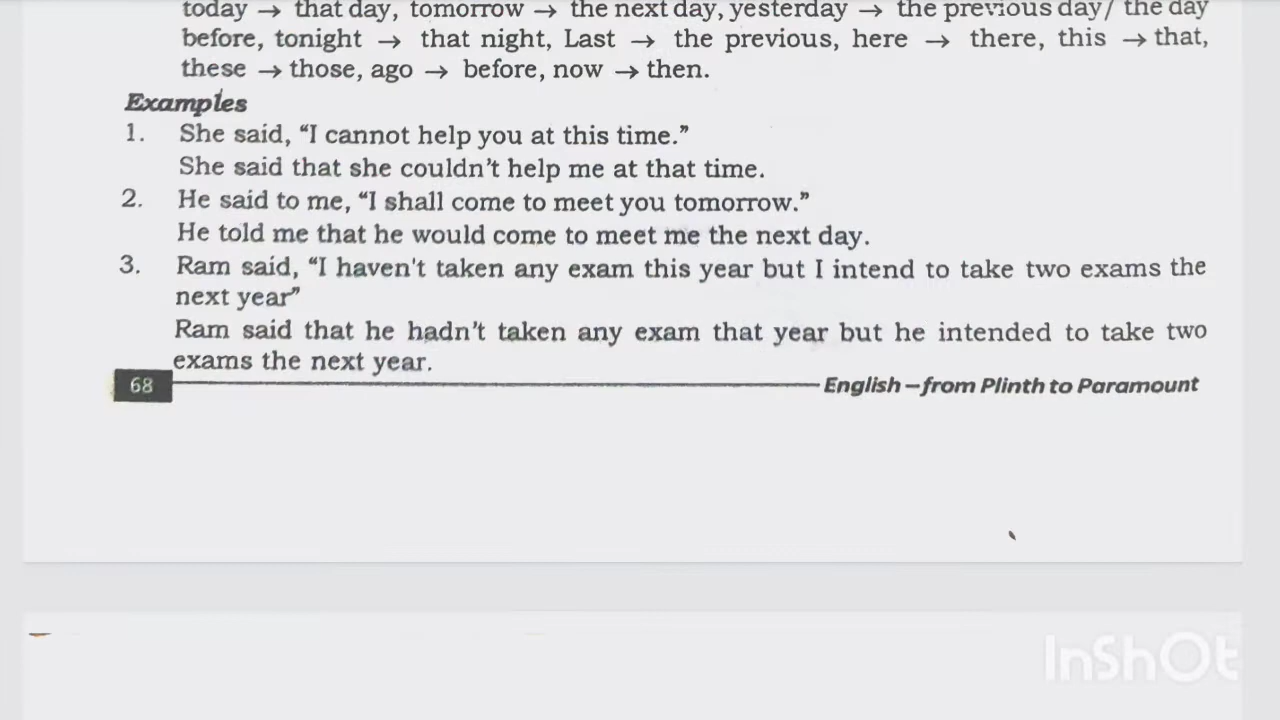 today → that day, tomorrow → the next day, yesterday → the previous day/ the day
before, tonight → that night, Last → the previous, here → there, this → that,
these → those, ago → before, now → then.
Examples
1. She said, “I cannot help you at this time.”
She said that she couldn’t help me at that time.
2. He said to me, “I shall come to meet you tomorrow.”
He told me that he would come to meet me the next day.
3. Ram said, “I haven't taken any exam this year but I intend to take two exams the
next year”
Ram said that he hadn’t taken any exam that year but he intended to take two
exams the next year.
68 English – from Plinth to Paramount
InShOt